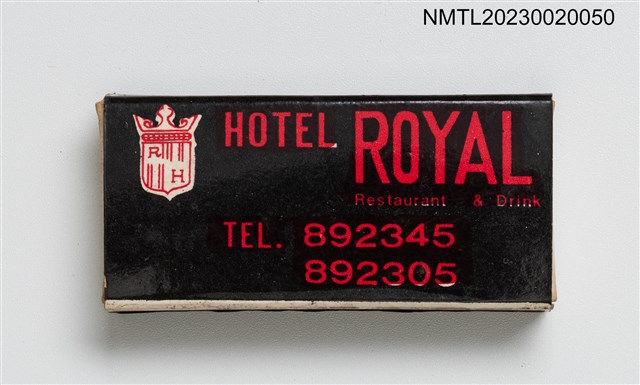 NMTL20230020050
HOTEL ROYAL
R H
Restaurant & Drink
TEL. 892345
892305